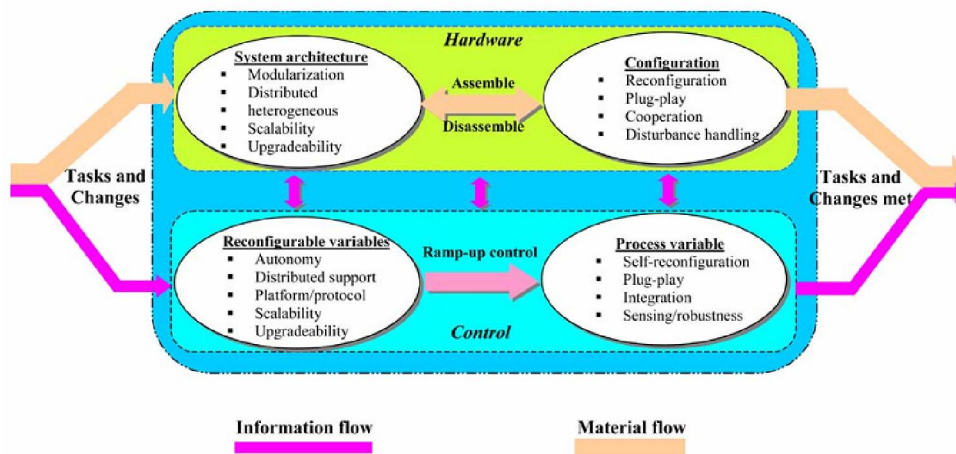 Hardware
System architecture
▪ Modularization
▪ Distributed
▪ heterogeneous
▪ Scalability
▪ Upgradeability
Assemble
Disassemble
Configuration
▪ Reconfiguration
▪ Plug-play
▪ Cooperation
▪ Disturbance handling
Tasks and
Changes
Tasks and
Changes met
Reconfigurable variables
▪ Autonomy
▪ Distributed support
▪ Platform/protocol
▪ Scalability
▪ Upgradeability
Ramp-up control
Process variable
▪ Self-reconfiguration
▪ Plug-play
▪ Integration
▪ Sensing/robustness
Control
Information flow
Material flow